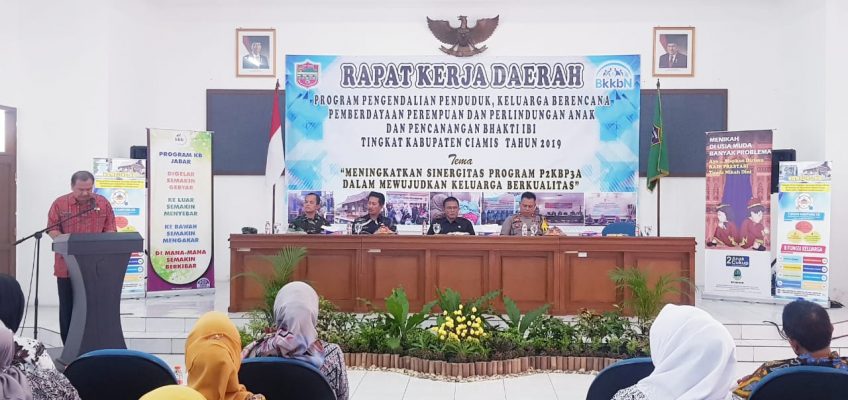 RAPAT KERJA DAERAH
BkkbN
PROGRAM PENGENDALIAN PENDUDUK, KELUARGA BERENCANA
PEMBERDAYAAN PEREMPUAN DAN PERLINDUNGAN ANAK
DAN PENCANANGAN BHAKTI IBI
TINGKAT KABUPATEN CIAMIS TAHUN 2019
Tema
"MENINGKATKAN SINERGITAS PROGRAM P2KBP3A
DALAM MEWUJUDKAN KELUARGA BERKUALITAS"
PROGRAM KB
JABAR
DIGELAR
SEMAKIN
GEBYAR
KE LUAR
SEMAKIN
MENYEBAR
KE BAWAH
SEMAKIN
MENGAKAR
DI MANA-MANA
SEMAKIN
BERKIBAR
MENIKAH
DI USIA MUDA
BANYAK PROBLEMA
2 Anak
Cukup
8 FUNGSI KELUARGA